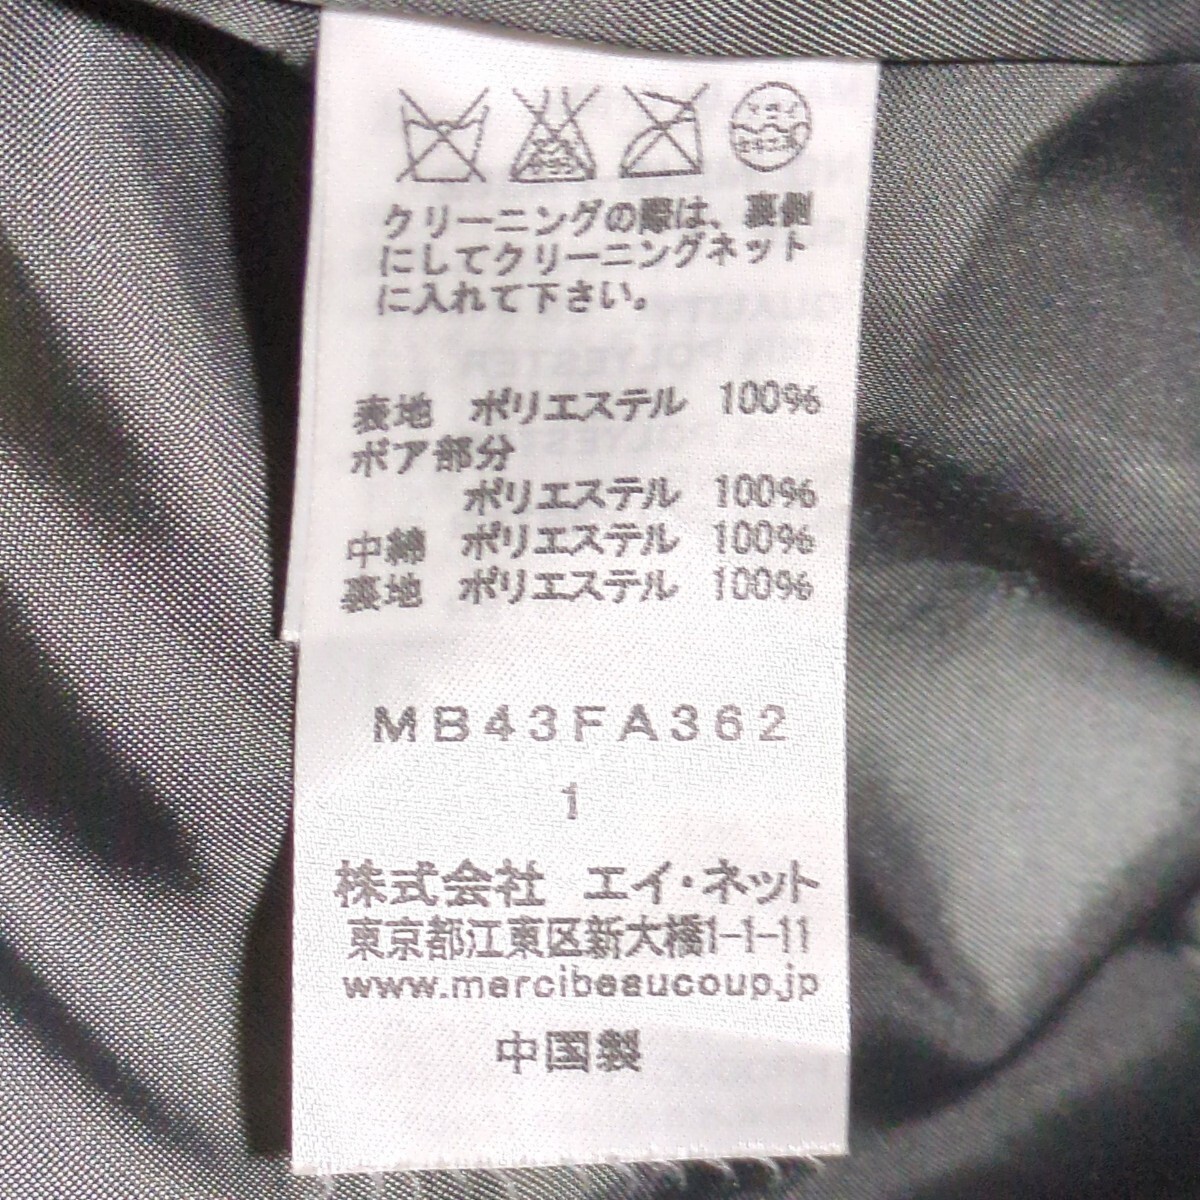 クリーニングの際は、裏側
にしてクリーニングネット
に入れて下さい。
表地 ポリエステル 100%
ボア部分
ポリエステル 100%
中綿 ポリエステル 100%
裏地 ポリエステル 100%
MB43FA362
1
株式会社 エイ・ネット
東京都江東区新大橋1-1-11
www.marcibeaucoup.jp
中国製